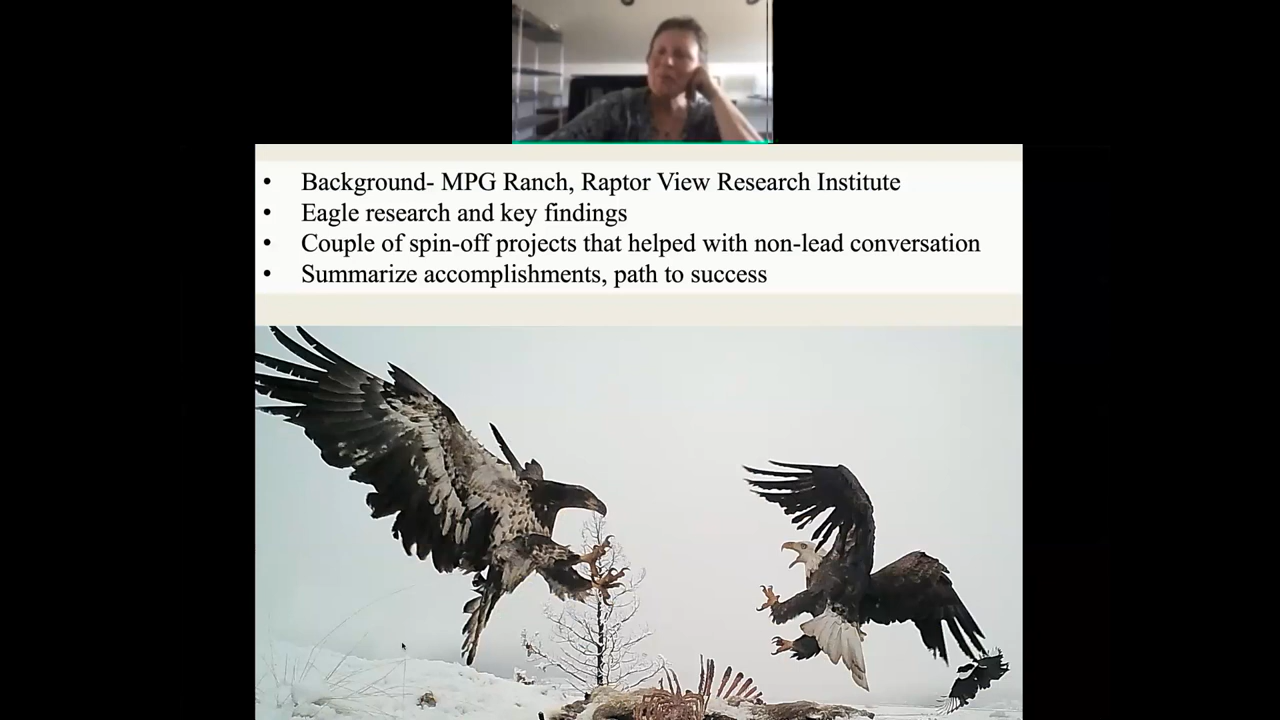 • Background- MPG Ranch, Raptor View Research Institute
• Eagle research and key findings
• Couple of spin-off projects that helped with non-lead conversation
• Summarize accomplishments, path to success